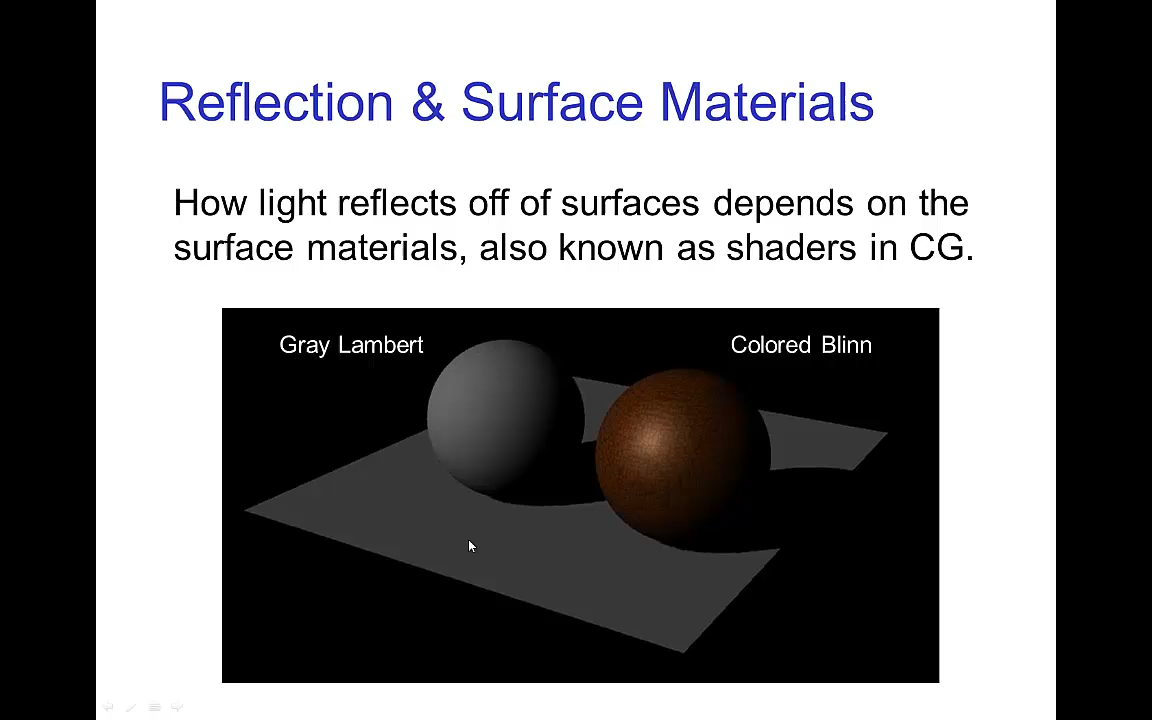 Reflection & Surface Materials
How light reflects off of surfaces depends on the
surface materials, also known as shaders in CG.
Gray Lambert
Colored Blinn